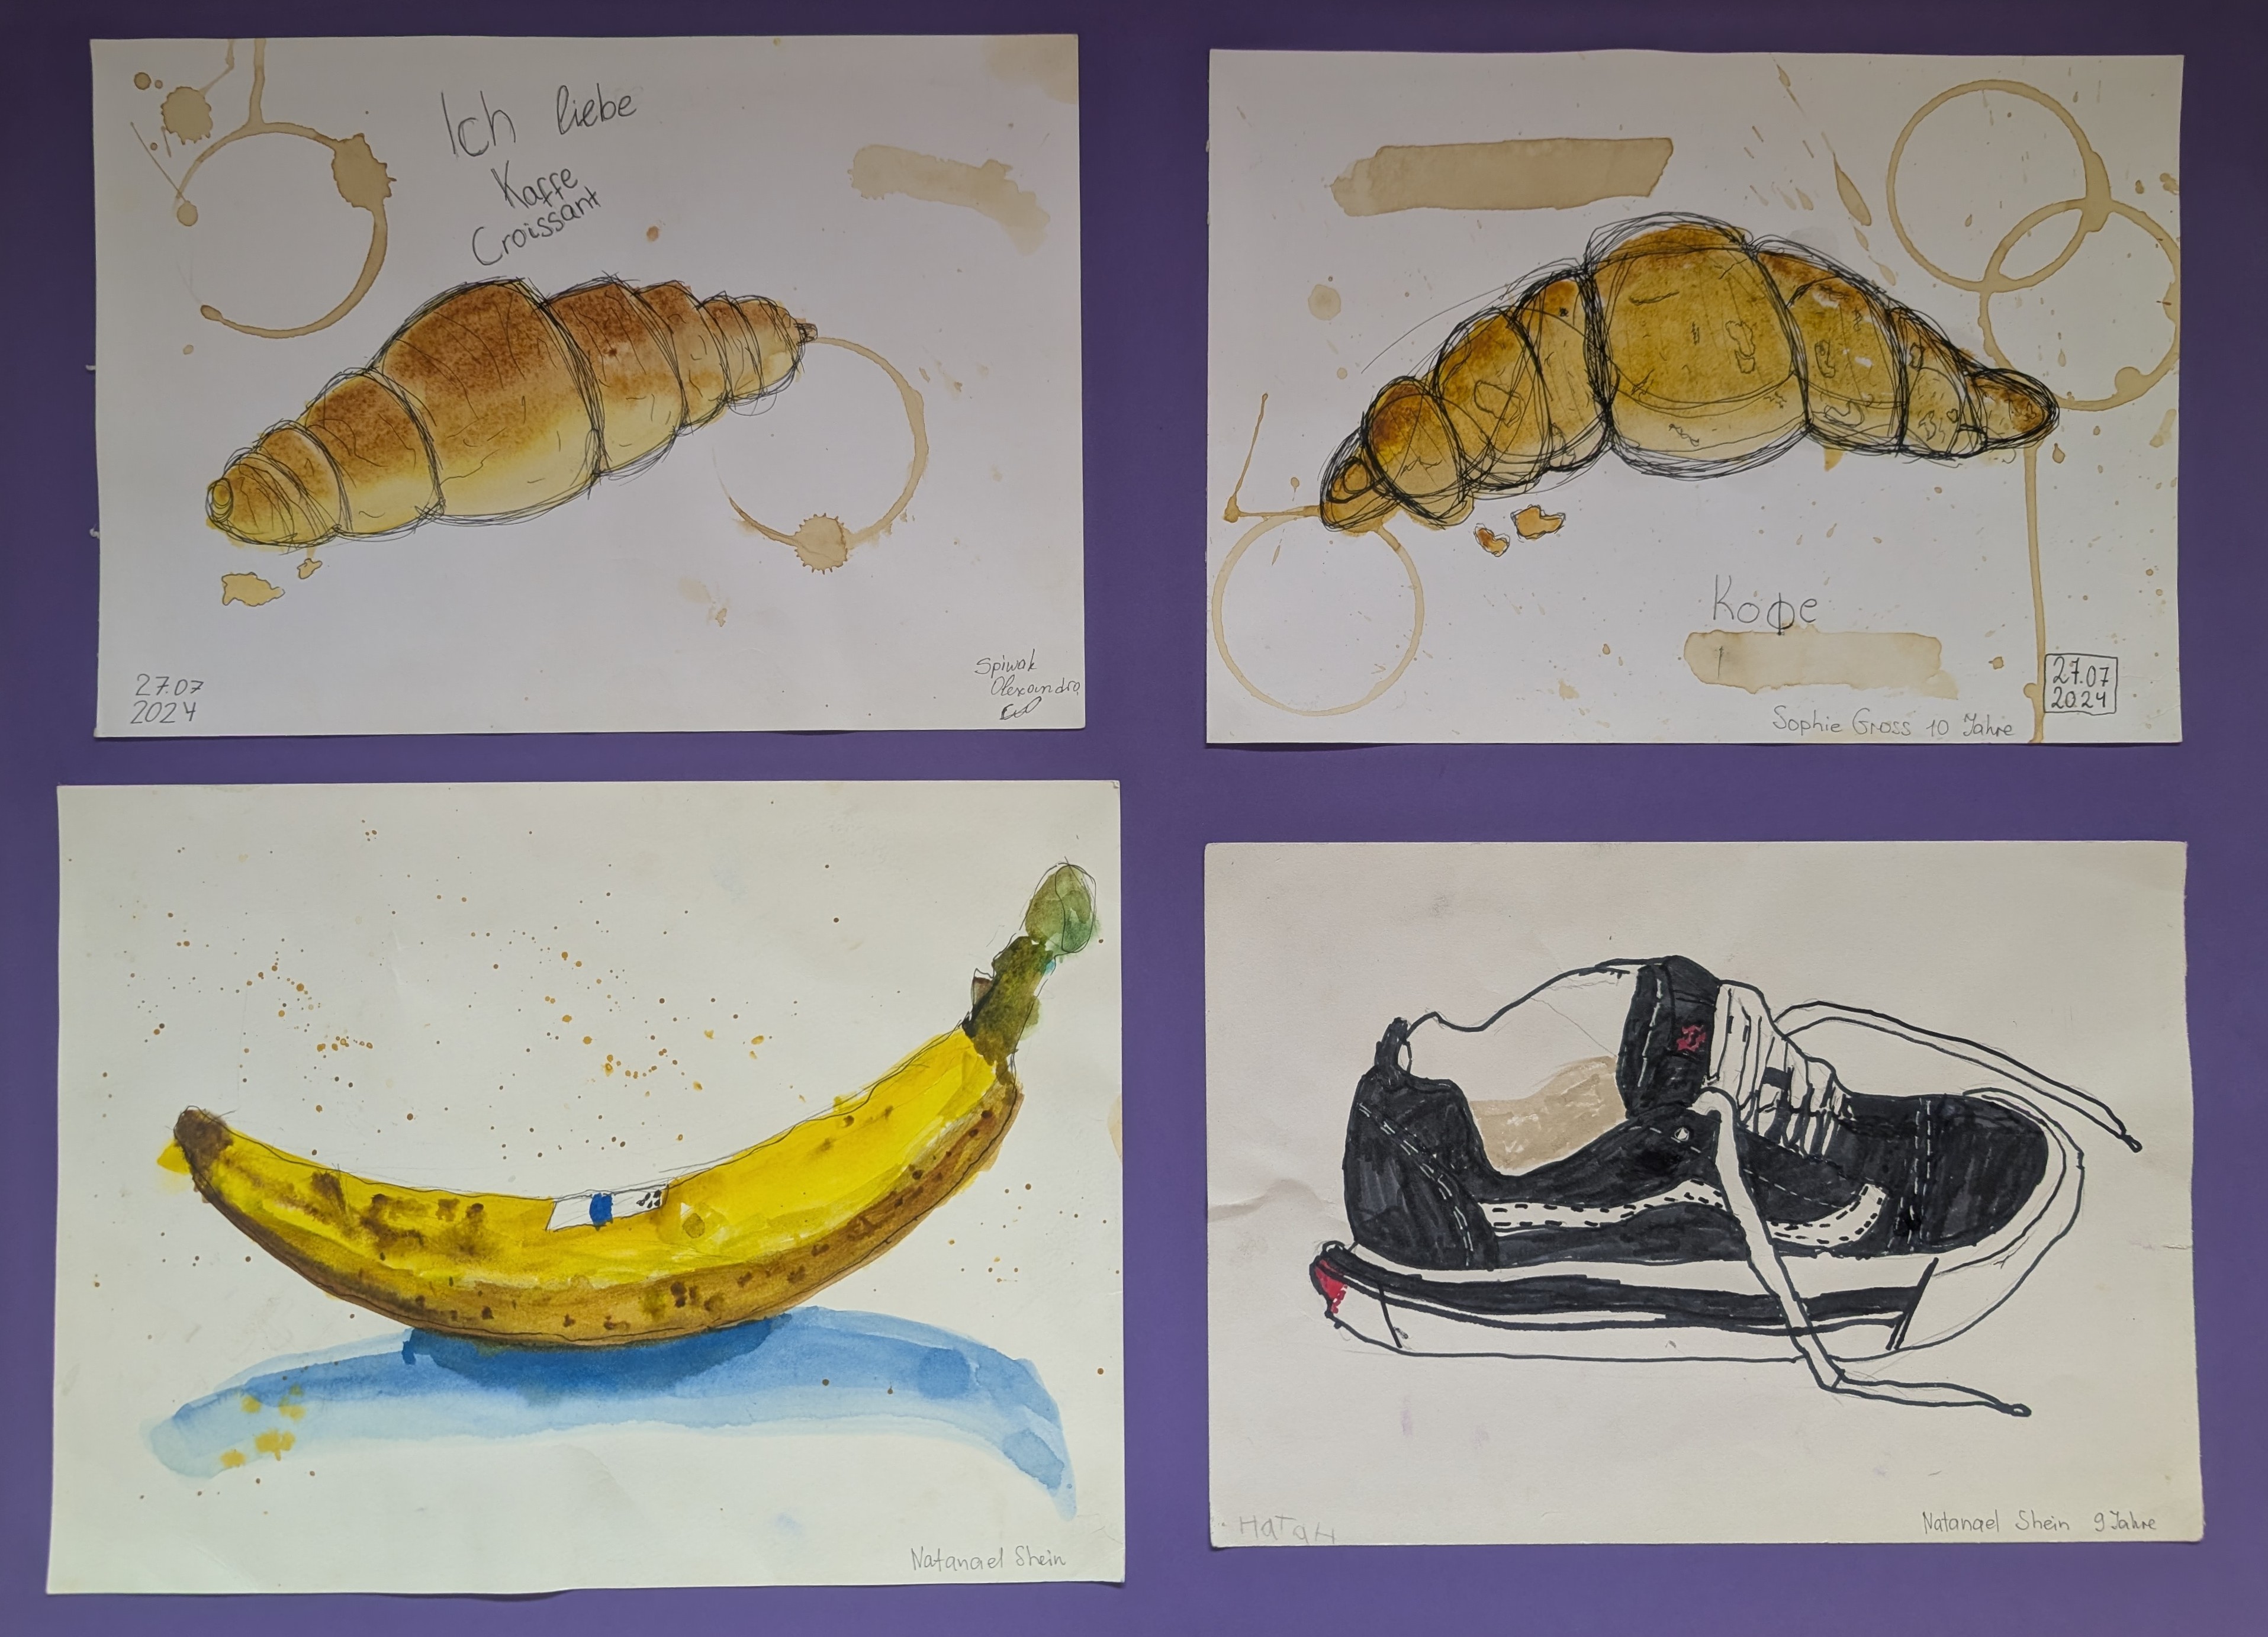 Ich liebe
Kaffe
Croissant
27.07
2024
Spiwak
Olexandra
Кофе
27.07
2024
Sophie Gross 10 Jahre
Natanael Shein
Натан
Natanael Shein 9 Jahre